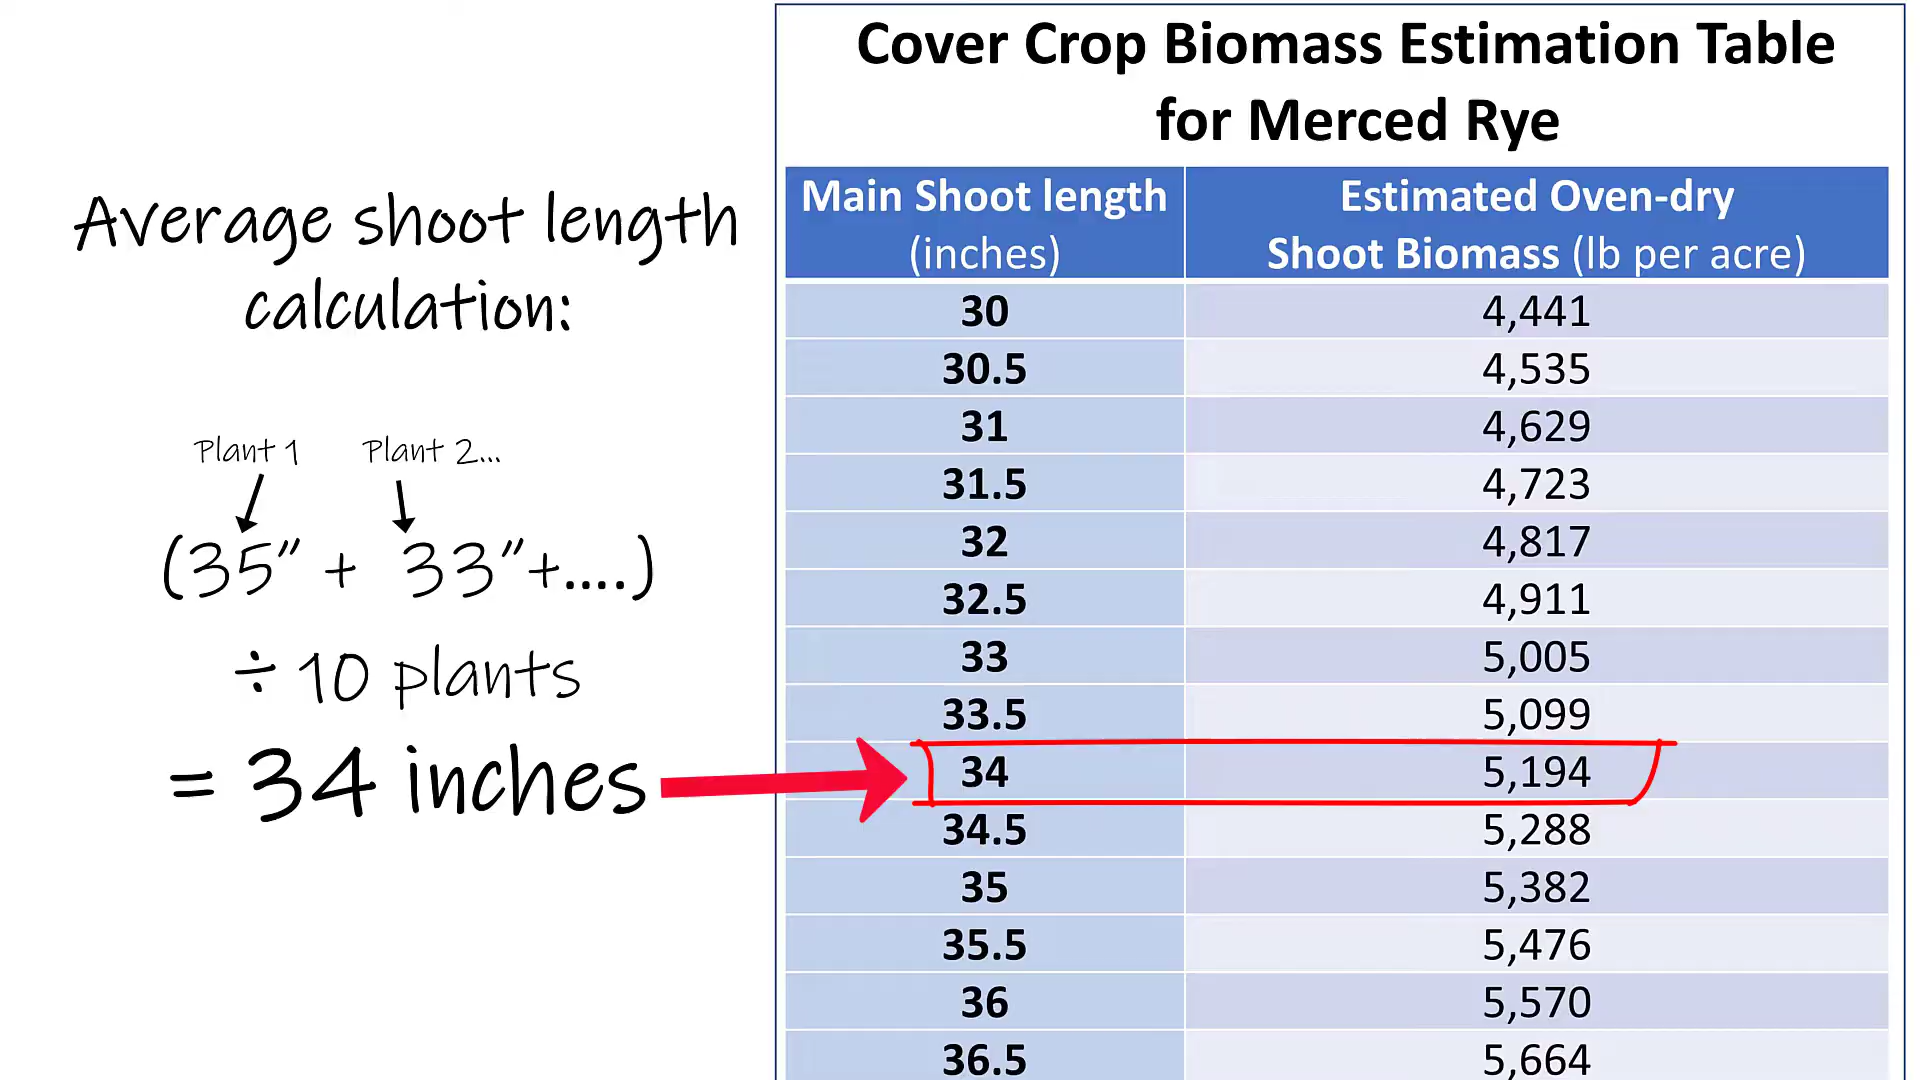 Average shoot length
calculation:
Plant 1 Plant 2...
(35" + 33"+....)
÷ 10 plants
= 34 inches
Cover Crop Biomass Estimation Table
for Merced Rye
Main Shoot length (inches) Estimated Oven-dry Shoot Biomass (lb per acre)
30 4,441
30.5 4,535
31 4,629
31.5 4,723
32 4,817
32.5 4,911
33 5,005
33.5 5,099
34 5,194
34.5 5,288
35 5,382
35.5 5,476
36 5,570
36.5 5,664